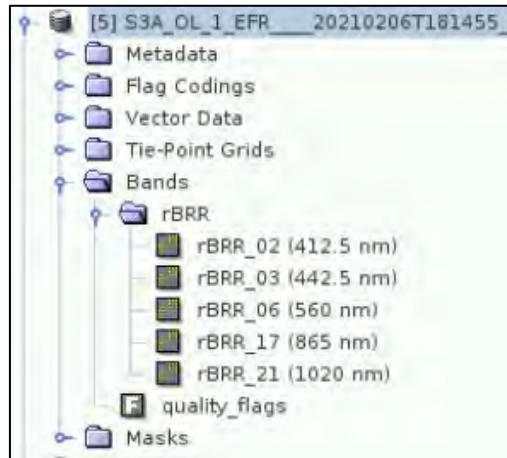 [5] S3A_OL_1_EFR____20210206T181455_
Metadata
Flag Codings
Vector Data
Tie-Point Grids
Bands
rBRR
rBRR_02 (412.5 nm)
rBRR_03 (442.5 nm)
rBRR_06 (560 nm)
rBRR_17 (865 nm)
rBRR_21 (1020 nm)
quality_flags
Masks